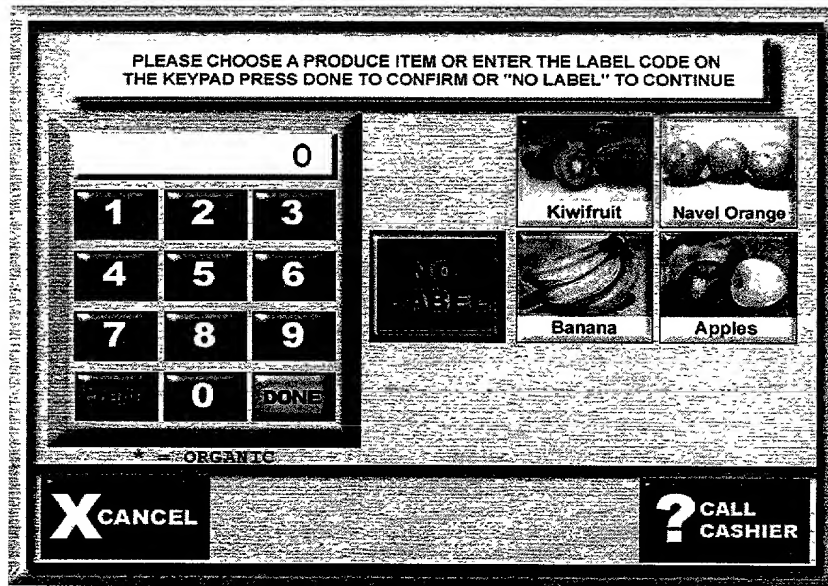 PLEASE CHOOSE A PRODUCE ITEM OR ENTER THE LABEL CODE ON
THE KEYPAD PRESS DONE TO CONFIRM OR "NO LABEL" TO CONTINUE
0
1 2 3
4 5 6
7 8 9
0 DONE
* = ORGANIC
NO
LABEL
Kiwifruit
Navel Orange
Banana
Apples
X CANCEL
? CALL
CASHIER